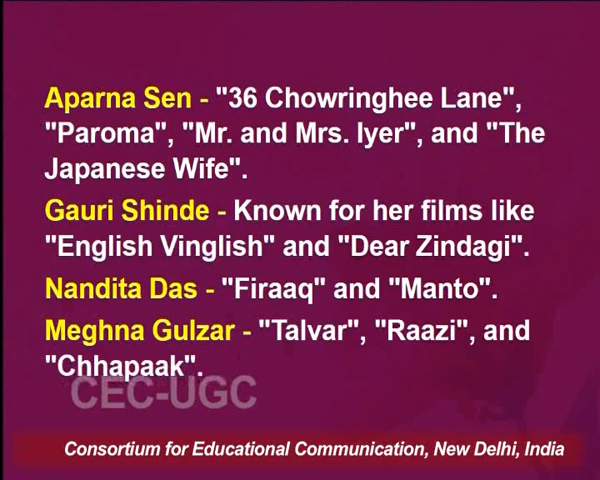 Aparna Sen - "36 Chowringhee Lane",
"Paroma", "Mr. and Mrs. Iyer", and "The
Japanese Wife".
Gauri Shinde - Known for her films like
"English Vinglish" and "Dear Zindagi".
Nandita Das - "Firaaq" and "Manto".
Meghna Gulzar - "Talvar", "Raazi", and
"Chhapaak".
CEC-UGC
Consortium for Educational Communication, New Delhi, India